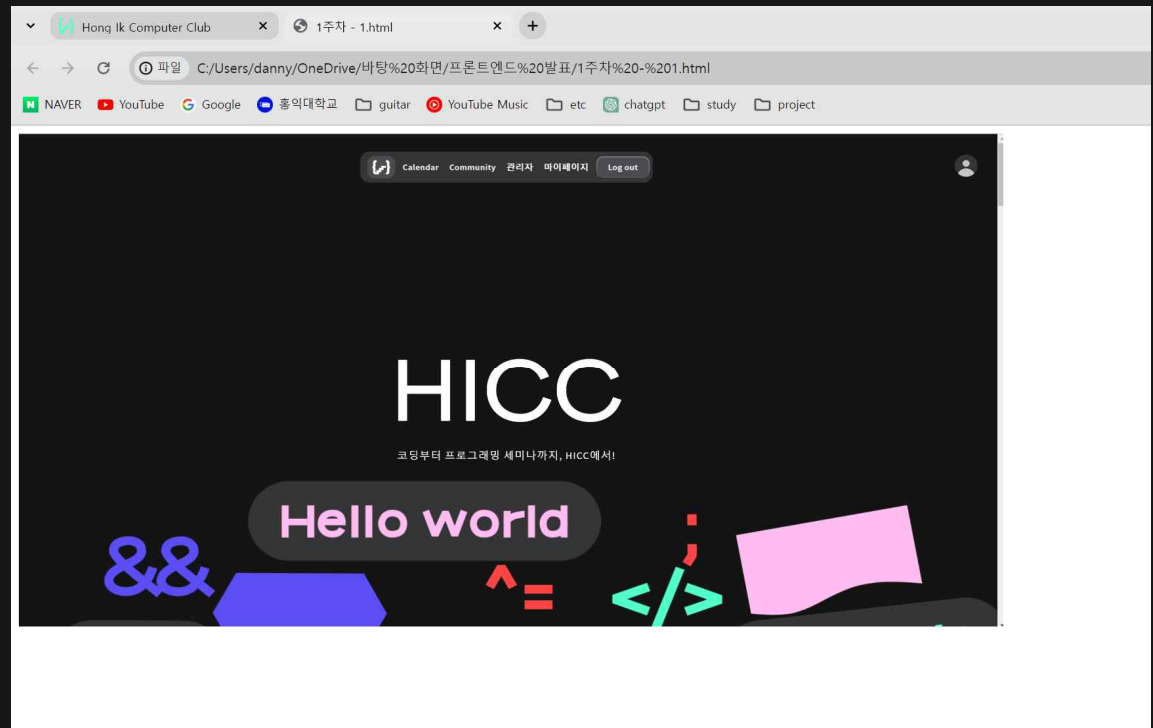 Hong Ik Computer Club
1주차 - 1.html
파일 C:/Users/danny/OneDrive/바탕%20화면/프론트엔드%20발표/1주차%20-%201.html
N NAVER YouTube Google 홍익대학교 guitar YouTube Music etc chatgpt study project
{/} Calendar Community 관리자 마이페이지 Log out
HICC
코딩부터 프로그래밍 세미나까지, HICC에서!
Hello world
&& ^= </> ;